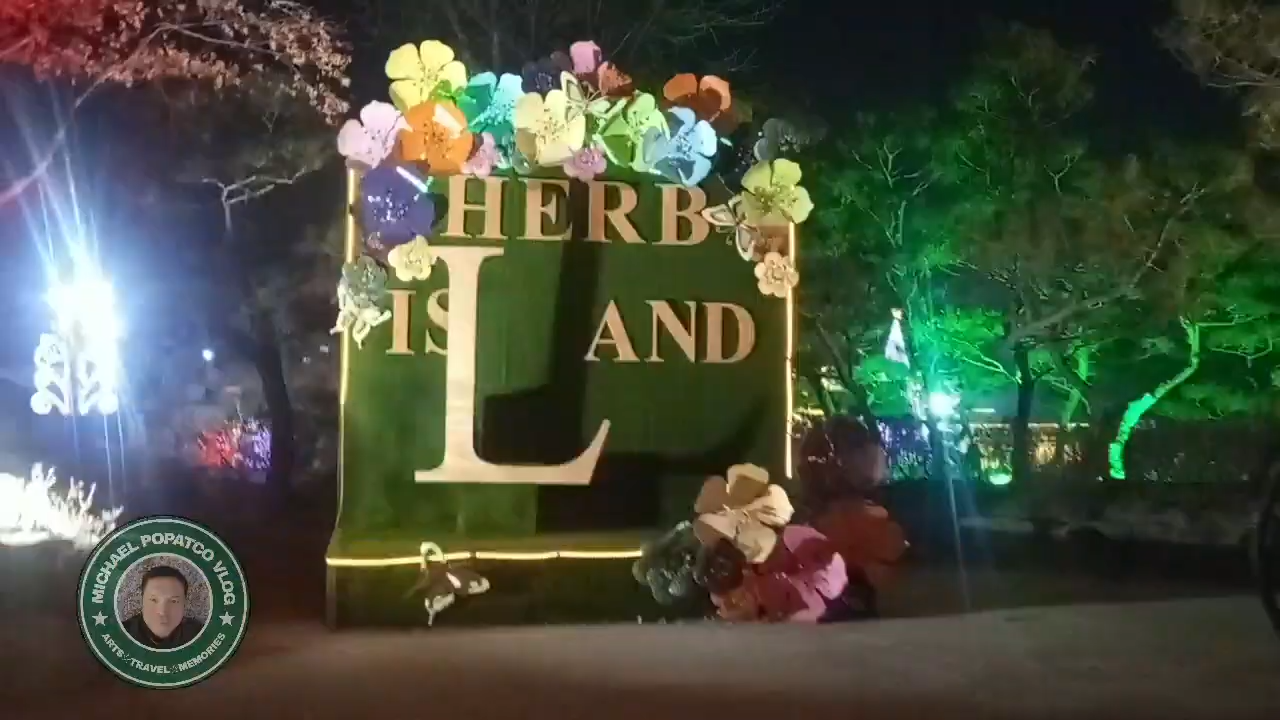 HERB
ISLAND
MICHAEL POPATCO VLOG
★ ARTS☆TRAVEL☆MEMORIES ★